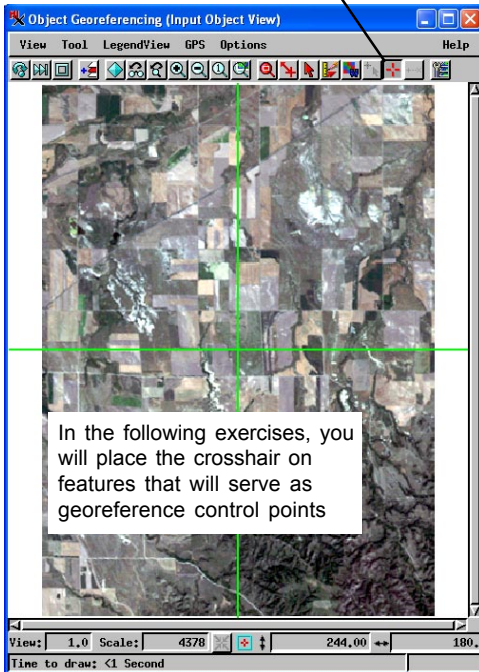 Object Georeferencing (Input Object View)
View Tool LegendView GPS Options Help
In the following exercises, you
will place the crosshair on
features that will serve as
georeference control points
View: 1.0 Scale: 4378 244.00 180.
Time to draw: <1 Second